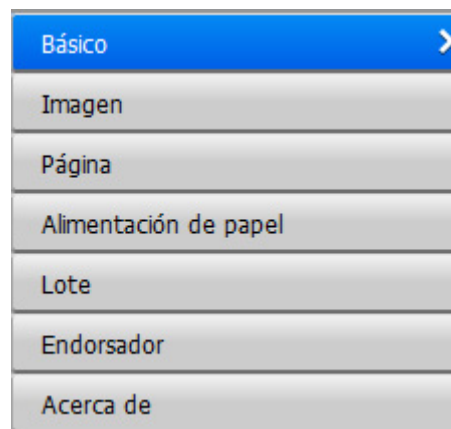 Básico
Imagen
Página
Alimentación de papel
Lote
Endorsador
Acerca de